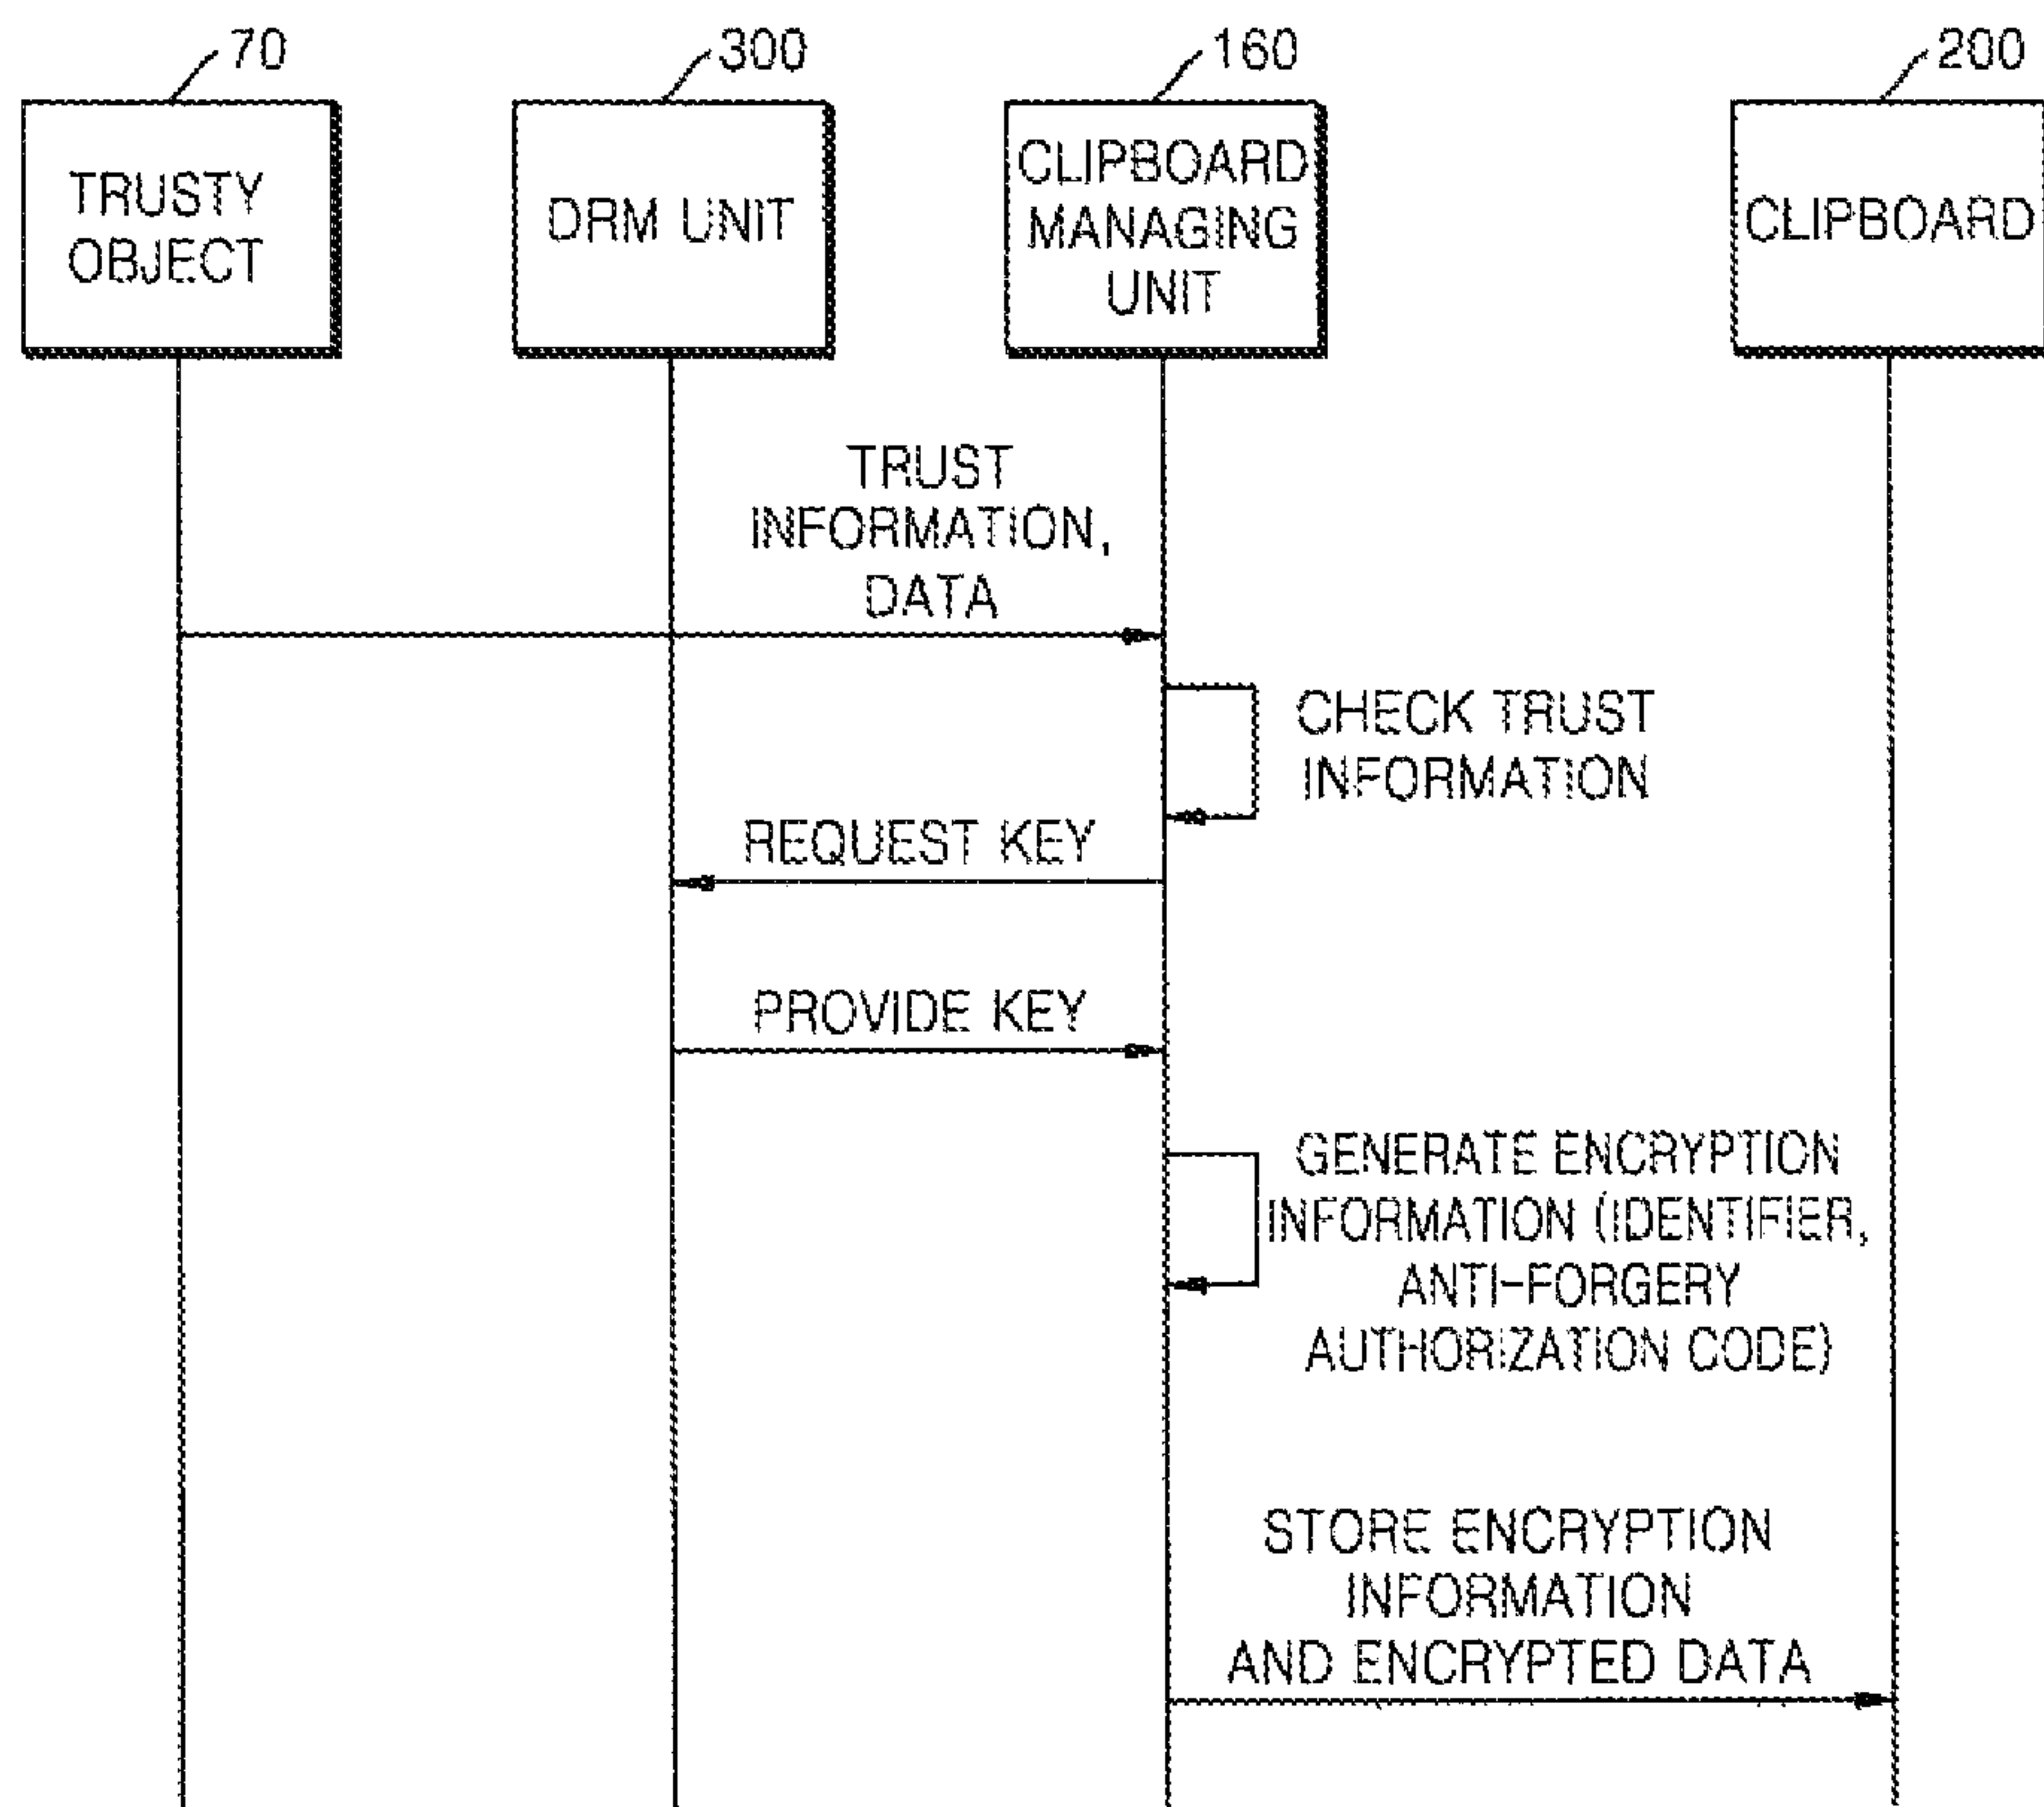 70
300
160
200
TRUSTY
OBJECT
DRM UNIT
CLIPBOARD
MANAGING
UNIT
CLIPBOARD
TRUST
INFORMATION,
DATA
CHECK TRUST
INFORMATION
REQUEST KEY
PROVIDE KEY
GENERATE ENCRYPTION
INFORMATION (IDENTIFIER,
ANTI-FORGERY
AUTHORIZATION CODE)
STORE ENCRYPTION
INFORMATION
AND ENCRYPTED DATA